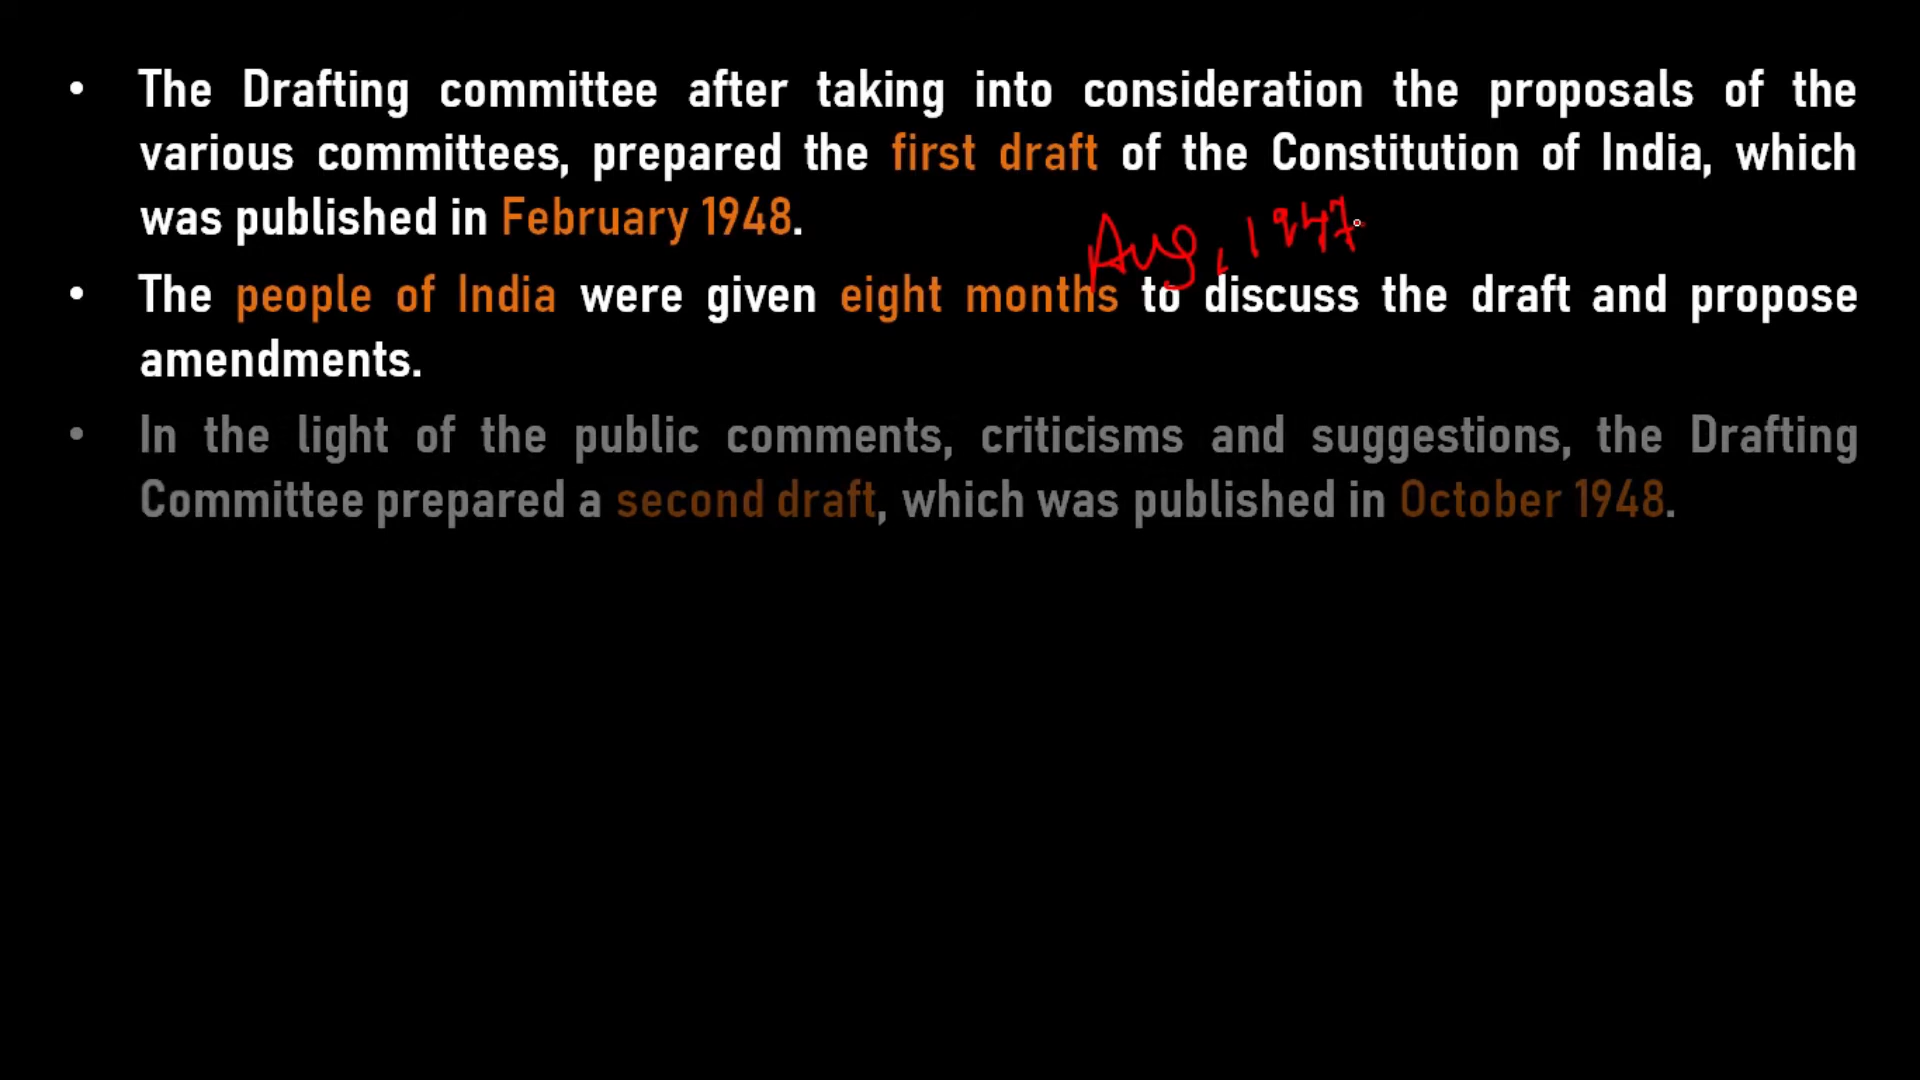 • The Drafting committee after taking into consideration the proposals of the
various committees, prepared the first draft of the Constitution of India, which
was published in February 1948.
Aug, 1947
• The people of India were given eight months to discuss the draft and propose
amendments.
• In the light of the public comments, criticisms and suggestions, the Drafting
Committee prepared a second draft, which was published in October 1948.